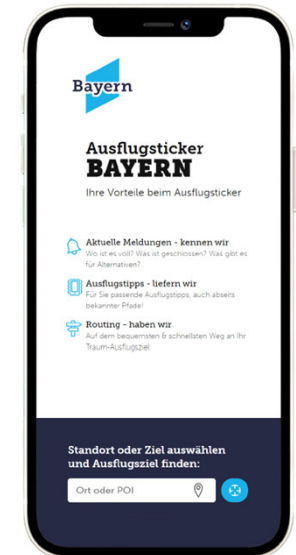 Bayern
Ausflugsticker
BAYERN
Ihre Vorteile beim Ausflugsticker
Aktuelle Meldungen - kennen wir
Wo ist es voll? Was ist geschlossen? Was gibt es
für Alternativen?
Ausflugstipps - liefern wir
Für Sie passende Ausflugstipps, auch abseits
bekannter Pfade!
Routing - haben wir
Auf dem bequemsten & schnellsten Weg an Ihr
Traum-Ausflugsziel.
Standort oder Ziel auswählen
und Ausflugsziel finden:
Ort oder POI